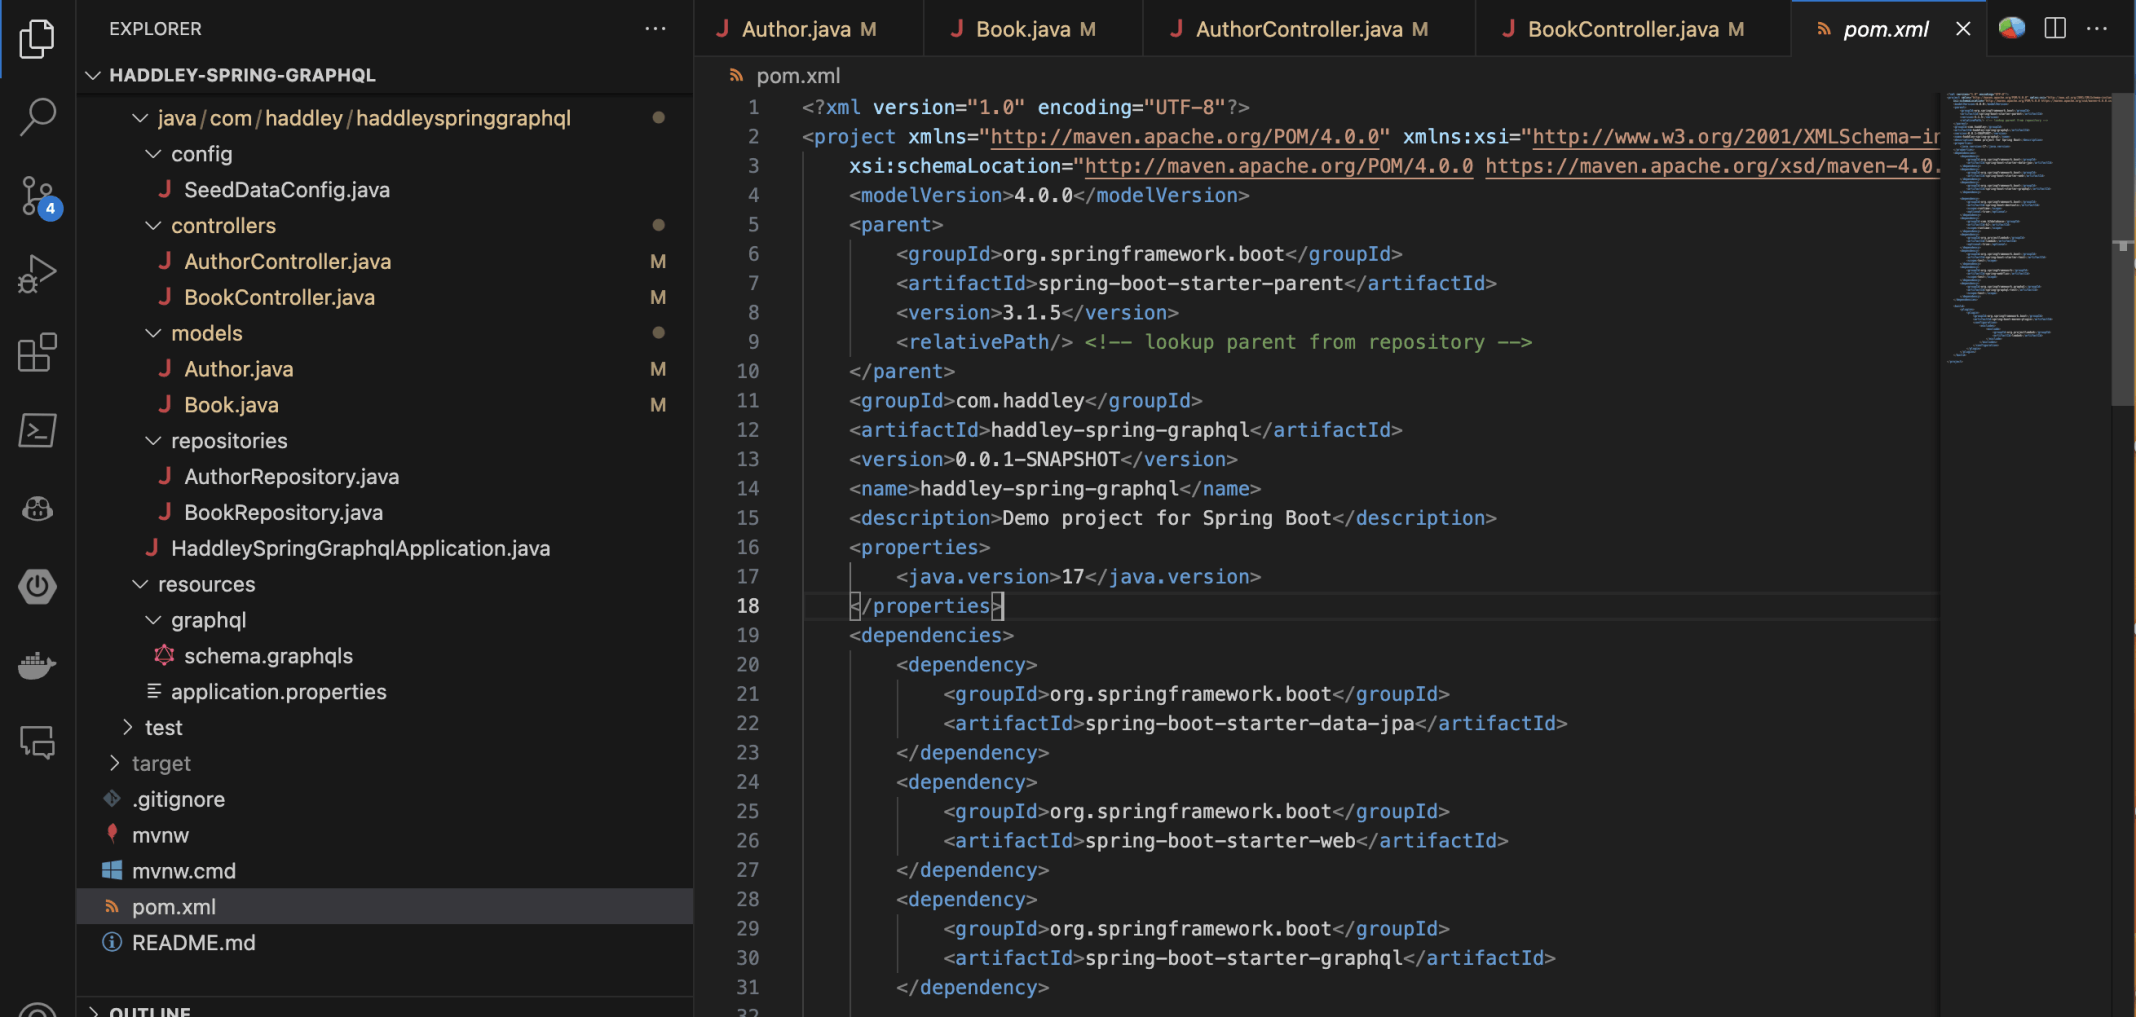 EXPLORER
HADDLEY-SPRING-GRAPHQL
java/com/haddley/haddleyspringgraphql
config
SeedDataConfig.java
controllers
AuthorController.java M
BookController.java M
models
Author.java M
Book.java M
repositories
AuthorRepository.java
BookRepository.java
HaddleySpringGraphqlApplication.java
resources
graphql
schema.graphqls
application.properties
test
target
.gitignore
mvnw
mvnw.cmd
pom.xml
README.md
OUTLINE
4
Author.java M
Book.java M
AuthorController.java M
BookController.java M
pom.xml
pom.xml
1 <?xml version="1.0" encoding="UTF-8"?>
2 <project xmlns="http://maven.apache.org/POM/4.0.0" xmlns:xsi="http://www.w3.org/2001/XMLSchema-in
3 xsi:schemaLocation="http://maven.apache.org/POM/4.0.0 https://maven.apache.org/xsd/maven-4.0.
4 <modelVersion>4.0.0</modelVersion>
5 <parent>
6 <groupId>org.springframework.boot</groupId>
7 <artifactId>spring-boot-starter-parent</artifactId>
8 <version>3.1.5</version>
9 <relativePath/> <!-- lookup parent from repository -->
10 </parent>
11 <groupId>com.haddley</groupId>
12 <artifactId>haddley-spring-graphql</artifactId>
13 <version>0.0.1-SNAPSHOT</version>
14 <name>haddley-spring-graphql</name>
15 <description>Demo project for Spring Boot</description>
16 <properties>
17 <java.version>17</java.version>
18 </properties>
19 <dependencies>
20 <dependency>
21 <groupId>org.springframework.boot</groupId>
22 <artifactId>spring-boot-starter-data-jpa</artifactId>
23 </dependency>
24 <dependency>
25 <groupId>org.springframework.boot</groupId>
26 <artifactId>spring-boot-starter-web</artifactId>
27 </dependency>
28 <dependency>
29 <groupId>org.springframework.boot</groupId>
30 <artifactId>spring-boot-starter-graphql</artifactId>
31 </dependency>
32